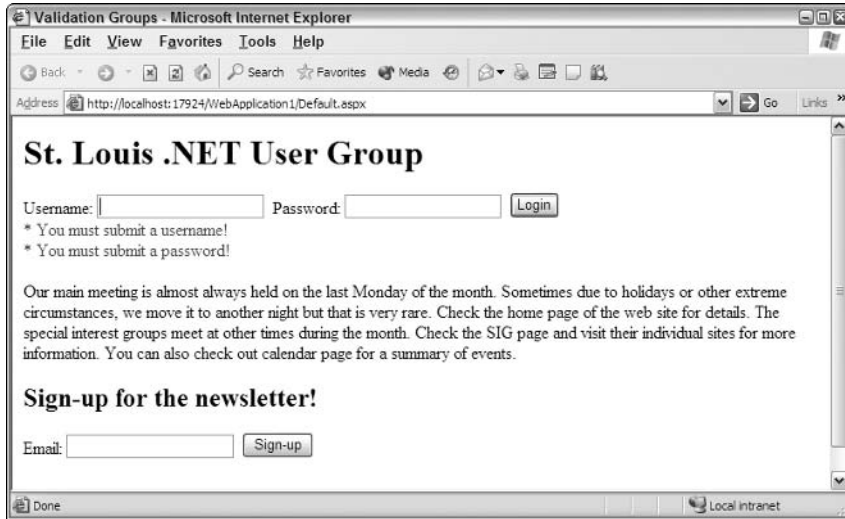 Validation Groups - Microsoft Internet Explorer
File Edit View Favorites Tools Help
Back Search Favorites Media
Address http://localhost:17924/WebApplication1/Default.aspx Go Links »
St. Louis .NET User Group
Username: Password: Login
* You must submit a username!
* You must submit a password!
Our main meeting is almost always held on the last Monday of the month. Sometimes due to holidays or other extreme
circumstances, we move it to another night but that is very rare. Check the home page of the web site for details. The
special interest groups meet at other times during the month. Check the SIG page and visit their individual sites for more
information. You can also check out calendar page for a summary of events.
Sign-up for the newsletter!
Email: Sign-up
Done Local intranet